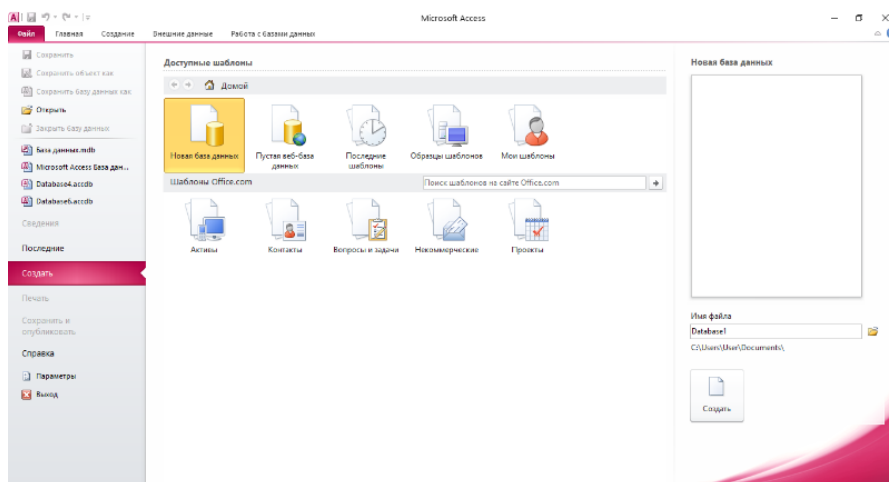 Microsoft Access
Файл Главная Создание Внешние данные Работа с базами данных
Сохранить
Сохранить объект как
Сохранить базу данных как
Открыть
Закрыть базу данных
База данных.mdb
Microsoft Access База дан...
Database4.accdb
Database6.accdb
Сведения
Последние
Создать
Печать
Сохранить и
опубликовать
Справка
Параметры
Выход
Доступные шаблоны
Домой
Новая база данных
Пустая веб-база
данных
Последние
шаблоны
Образцы шаблонов
Мои шаблоны
Шаблоны Office.com
Поиск шаблонов на сайте Office.com
Активы
Контакты
Вопросы и задачи
Некоммерческие
Проекты
Новая база данных
Имя файла
Database1
C:\Users\User\Documents\
Создать